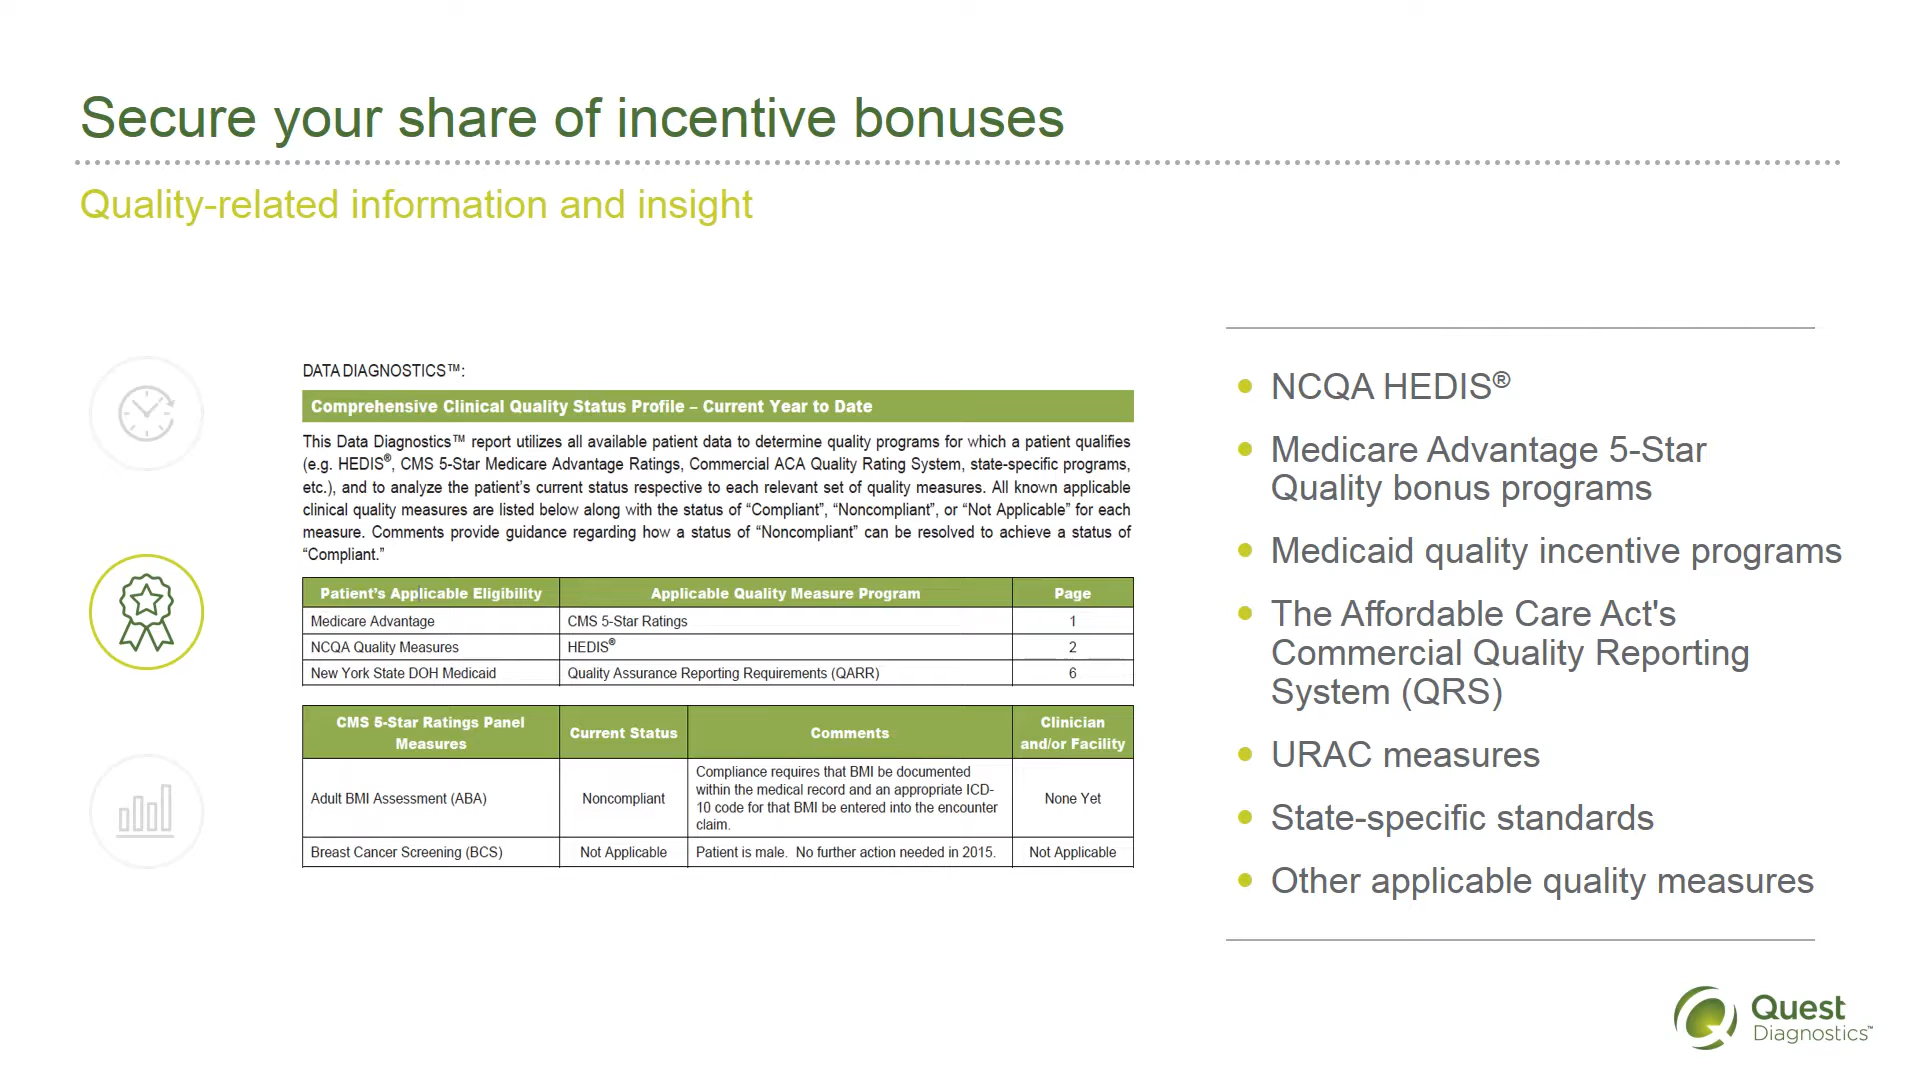 Secure your share of incentive bonuses
Quality-related information and insight
DATA DIAGNOSTICS™:
Comprehensive Clinical Quality Status Profile – Current Year to Date
This Data Diagnostics™ report utilizes all available patient data to determine quality programs for which a patient qualifies
(e.g. HEDIS®, CMS 5-Star Medicare Advantage Ratings, Commercial ACA Quality Rating System, state-specific programs,
etc.), and to analyze the patient's current status respective to each relevant set of quality measures. All known applicable
clinical quality measures are listed below along with the status of “Compliant”, “Noncompliant”, or “Not Applicable” for each
measure. Comments provide guidance regarding how a status of “Noncompliant” can be resolved to achieve a status of
“Compliant.”
Patient's Applicable Eligibility Applicable Quality Measure Program Page
Medicare Advantage CMS 5-Star Ratings 1
NCQA Quality Measures HEDIS® 2
New York State DOH Medicaid Quality Assurance Reporting Requirements (QARR) 6
CMS 5-Star Ratings Panel
Measures
Current Status
Comments
Clinician
and/or Facility
Adult BMI Assessment (ABA)
Noncompliant
Compliance requires that BMI be documented
within the medical record and an appropriate ICD-
10 code for that BMI be entered into the encounter
claim.
None Yet
Breast Cancer Screening (BCS) Not Applicable Patient is male. No further action needed in 2015. Not Applicable
• NCQA HEDIS®
• Medicare Advantage 5-Star
Quality bonus programs
• Medicaid quality incentive programs
• The Affordable Care Act's
Commercial Quality Reporting
System (QRS)
• URAC measures
• State-specific standards
• Other applicable quality measures
Quest
Diagnostics™